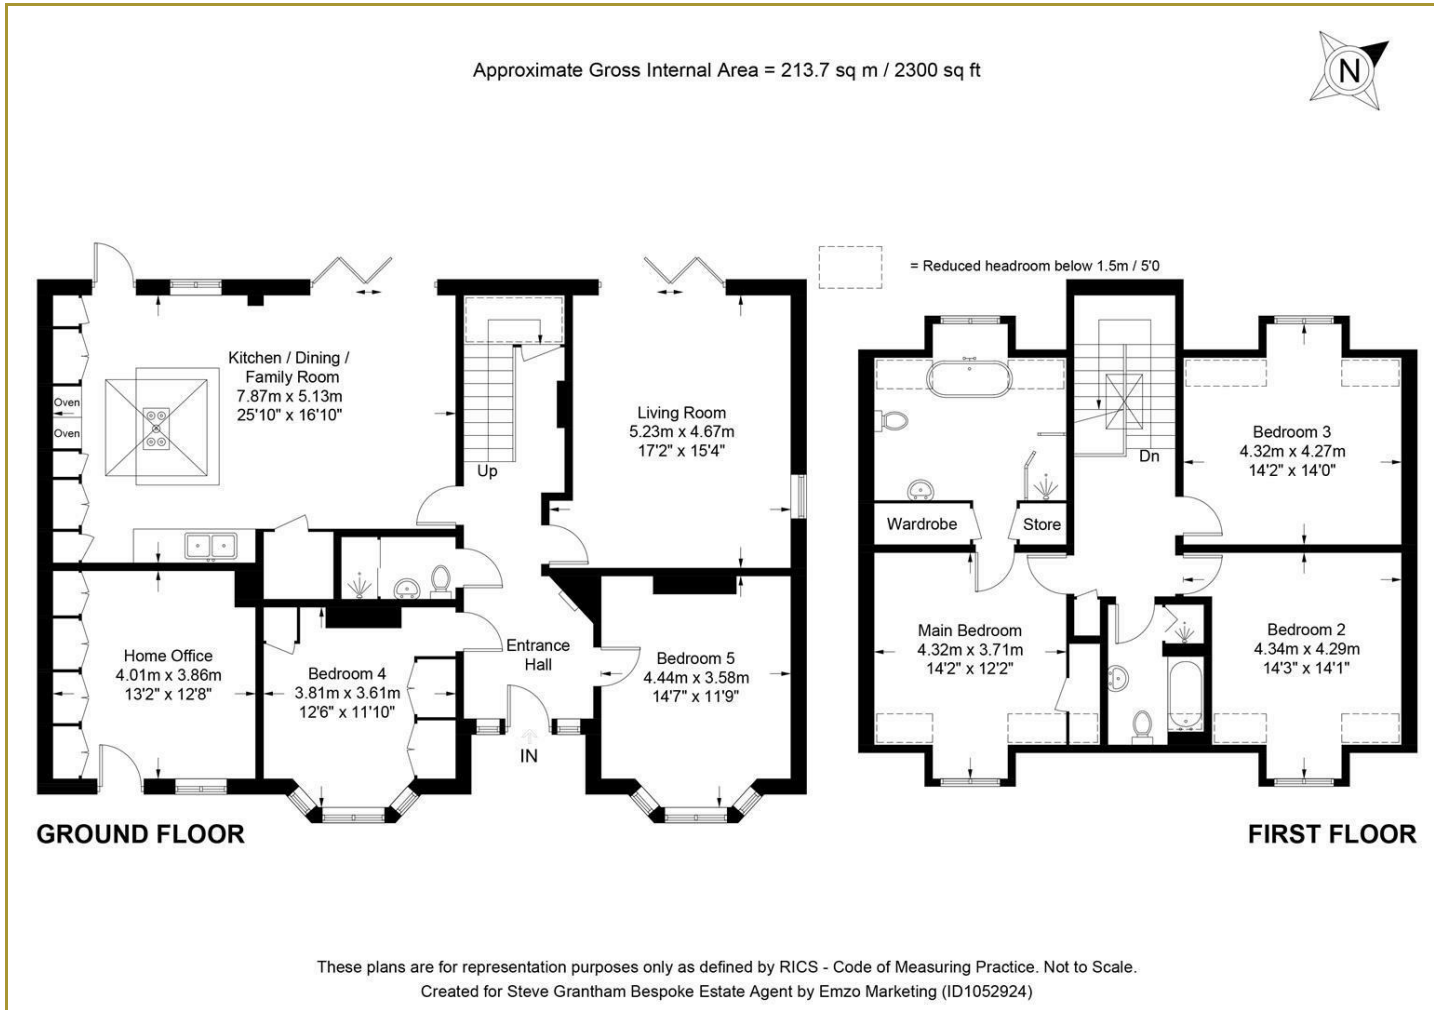 Approximate Gross Internal Area = 213.7 sq m / 2300 sq ft
N
= Reduced headroom below 1.5m / 5'0
Kitchen / Dining /
Family Room
7.87m x 5.13m
25'10" x 16'10"
Oven
Oven
Up
Living Room
5.23m x 4.67m
17'2" x 15'4"
Home Office
4.01m x 3.86m
13'2" x 12'8"
Bedroom 4
3.81m x 3.61m
12'6" x 11'10"
Entrance
Hall
Bedroom 5
4.44m x 3.58m
14'7" x 11'9"
IN
GROUND FLOOR
Bedroom 3
4.32m x 4.27m
14'2" x 14'0"
Dn
Wardrobe
Store
Main Bedroom
4.32m x 3.71m
14'2" x 12'2"
Bedroom 2
4.34m x 4.29m
14'3" x 14'1"
FIRST FLOOR
These plans are for representation purposes only as defined by RICS - Code of Measuring Practice. Not to Scale.
Created for Steve Grantham Bespoke Estate Agent by Emzo Marketing (ID1052924)